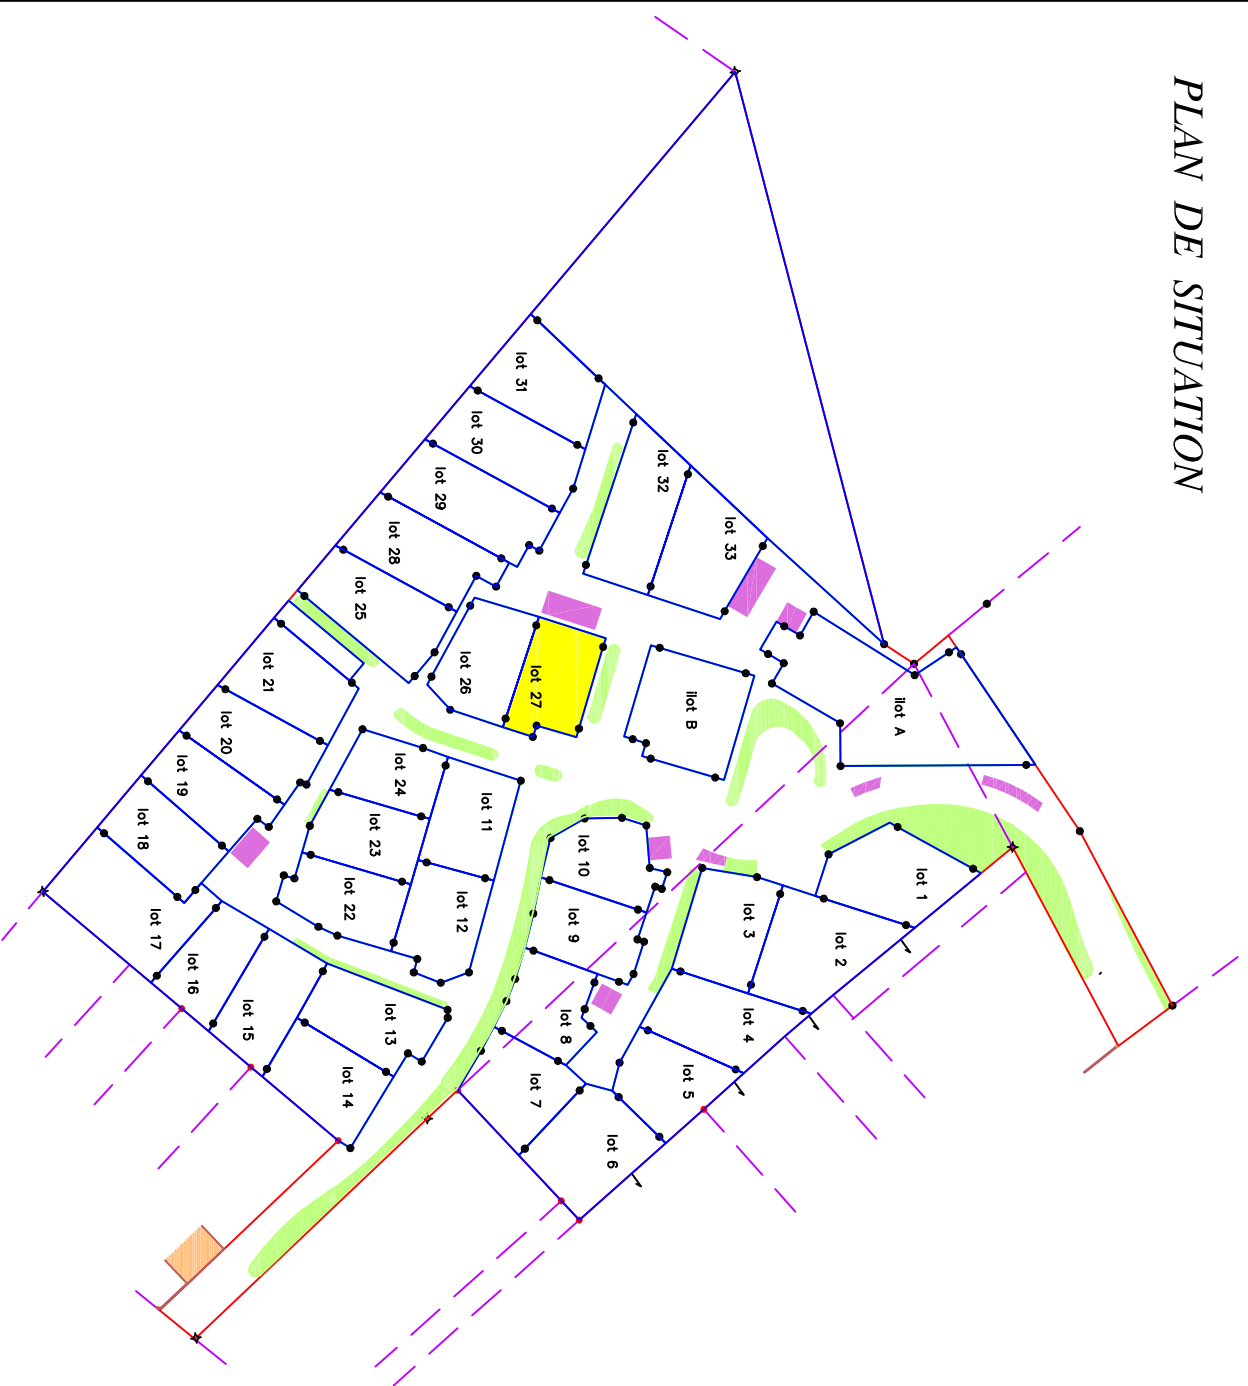 PLAN DE SITUATION
lot 31
lot 30
lot 29
lot 28
lot 25
lot 32
lot 33
lot 26
lot 27
ilot B
ilot A
lot 21
lot 20
lot 19
lot 18
lot 17
lot 16
lot 15
lot 14
lot 13
lot 24
lot 23
lot 22
lot 11
lot 12
lot 10
lot 9
lot 8
lot 7
lot 6
lot 5
lot 4
lot 3
lot 2
lot 1